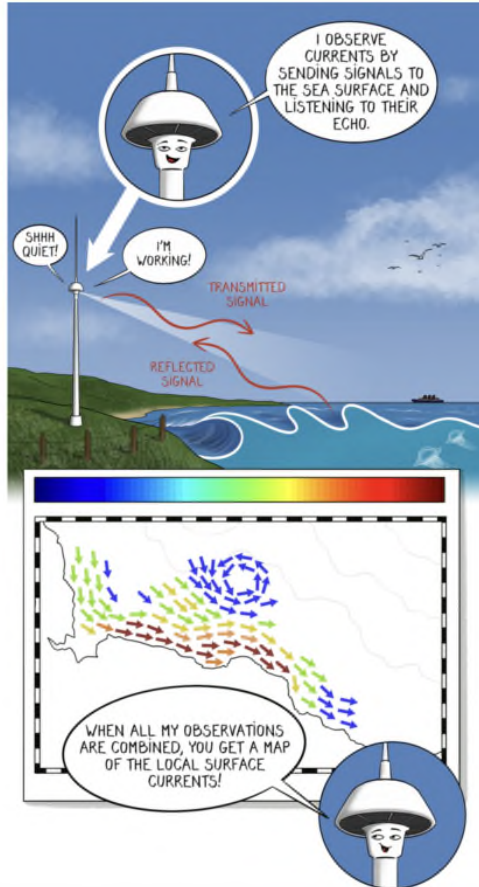 I OBSERVE
CURRENTS BY
SENDING SIGNALS TO
THE SEA SURFACE AND
LISTENING TO THEIR
ECHO.
SHHH
QUIET!
I'M
WORKING!
TRANSMITTED
SIGNAL
REFLECTED
SIGNAL
WHEN ALL MY OBSERVATIONS
ARE COMBINED, YOU GET A MAP
OF THE LOCAL SURFACE
CURRENTS!